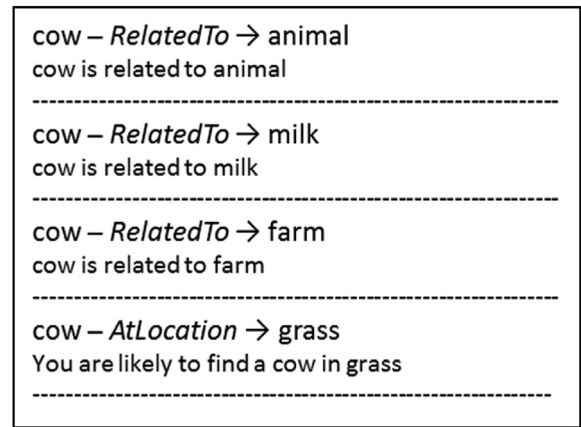 cow – RelatedTo → animal
cow is related to animal
cow – RelatedTo → milk
cow is related to milk
cow – RelatedTo → farm
cow is related to farm
cow – AtLocation → grass
You are likely to find a cow in grass